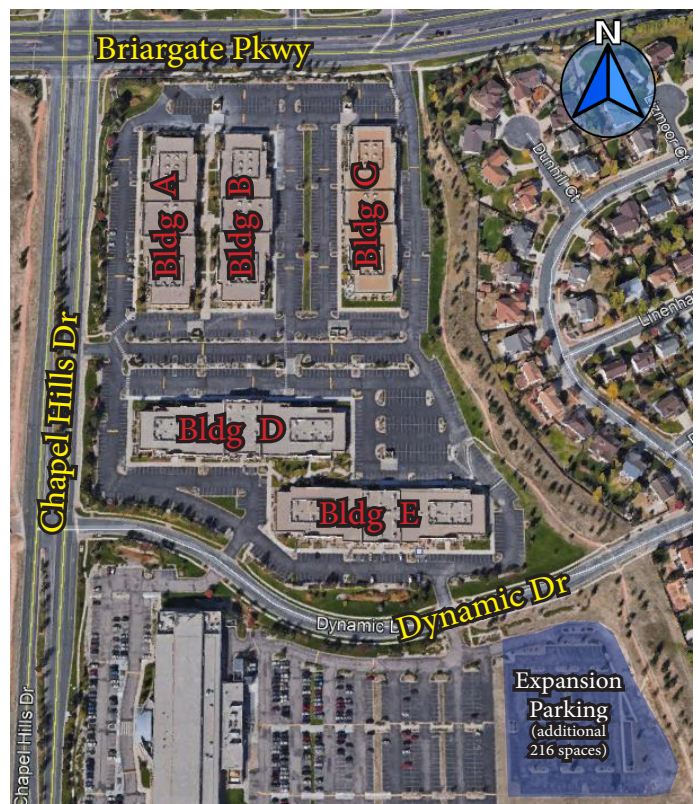 Briargate Pkwy
N
Dunhill Ct
Bldg A
Bldg B
Bldg C
Chapel Hills Dr
Bldg D
Bldg E
Dynamic Dr
Expansion
Parking
(additional
216 spaces)
Chapel Hills Dr